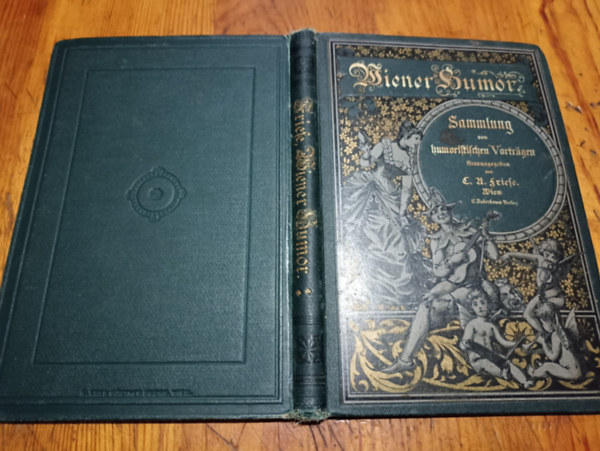 Wiener Humor.
Sammlung
von
humoristischen Vorträgen
Herausgegeben
von
C. A. Friese.
Wien
Friese, Wiener Humor.